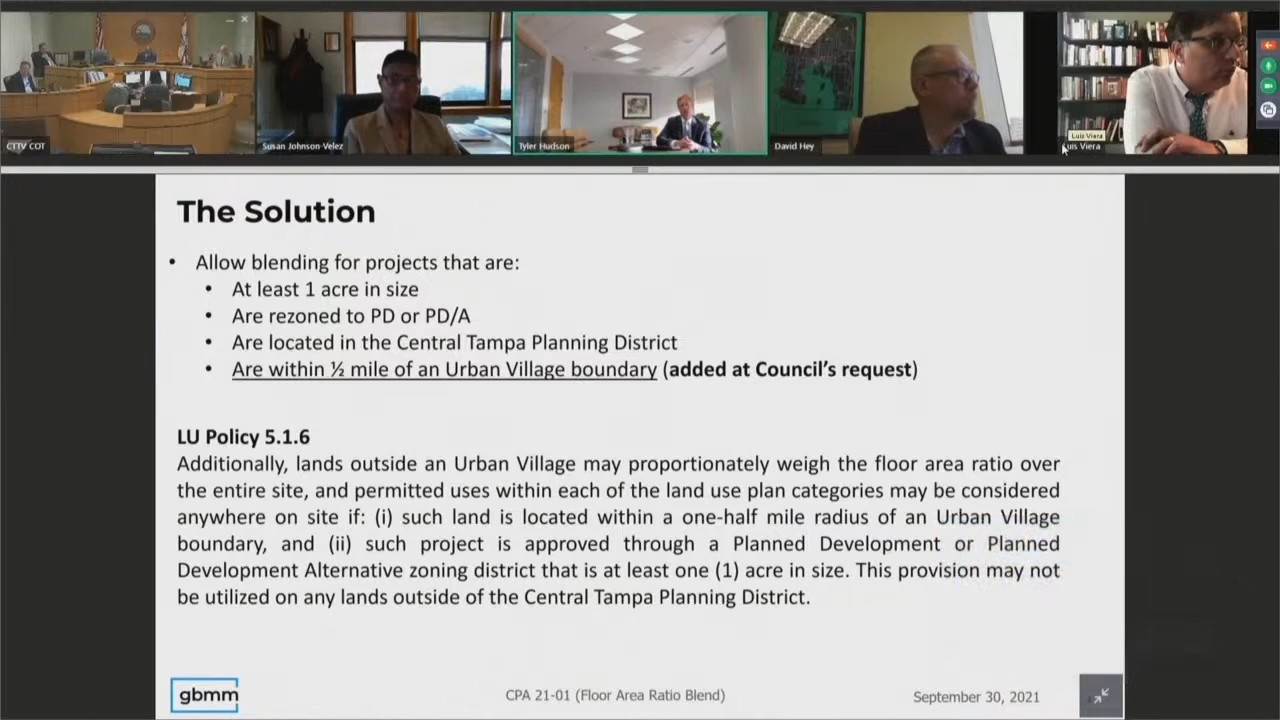 CTTV COT
Susan Johnson-Velez
Tyler Hudson
David Hey
Luis Viera
Luis Viera
The Solution
• Allow blending for projects that are:
• At least 1 acre in size
• Are rezoned to PD or PD/A
• Are located in the Central Tampa Planning District
• Are within ½ mile of an Urban Village boundary (added at Council's request)
LU Policy 5.1.6
Additionally, lands outside an Urban Village may proportionately weigh the floor area ratio over
the entire site, and permitted uses within each of the land use plan categories may be considered
anywhere on site if: (i) such land is located within a one-half mile radius of an Urban Village
boundary, and (ii) such project is approved through a Planned Development or Planned
Development Alternative zoning district that is at least one (1) acre in size. This provision may not
be utilized on any lands outside of the Central Tampa Planning District.
gbmm
CPA 21-01 (Floor Area Ratio Blend)
September 30, 2021